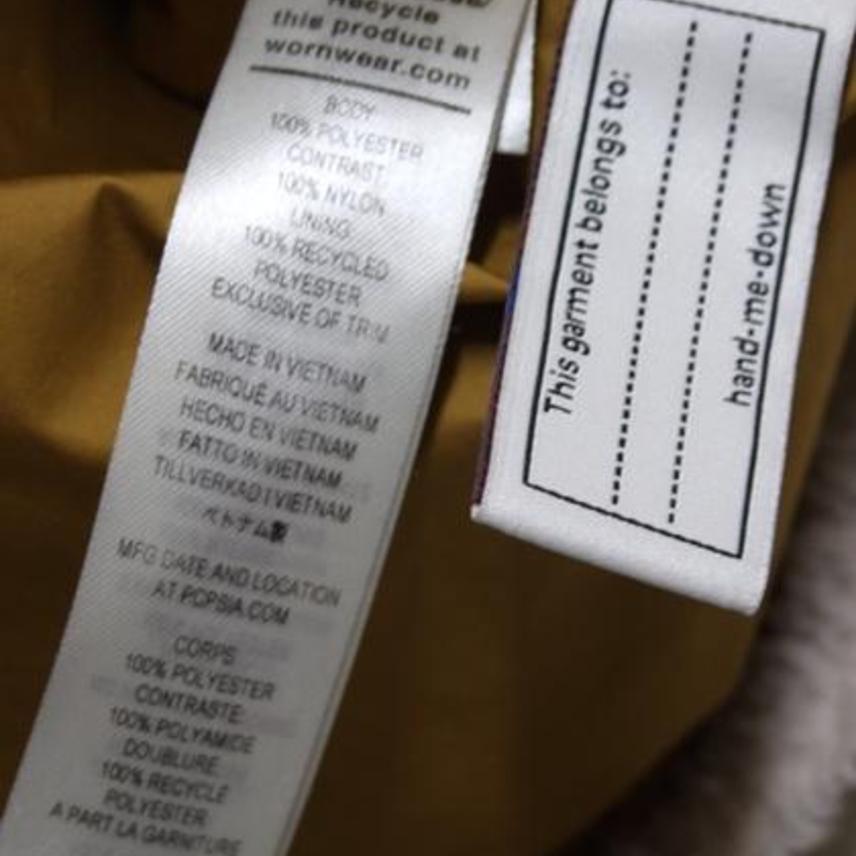 Recycle
this product at
wornwear.com
BODY
100% POLYESTER
CONTRAST
100% NYLON
LINING
100% RECYCLED
POLYESTER
EXCLUSIVE OF TRIM
MADE IN VIETNAM
FABRIQUÉ AU VIETNAM
HECHO EN VIETNAM
FATTO IN VIETNAM
TILLVERKAD I VIETNAM
ベトナム製
MFG DATE AND LOCATION
AT PCPSIA.COM
CORPS
100% POLYESTER
CONTRASTE
100% POLYAMIDE
DOUBLURE
100% RECYCLE
POLYESTER
A PART LA GARNITURE
This garment belongs to:
hand-me-down